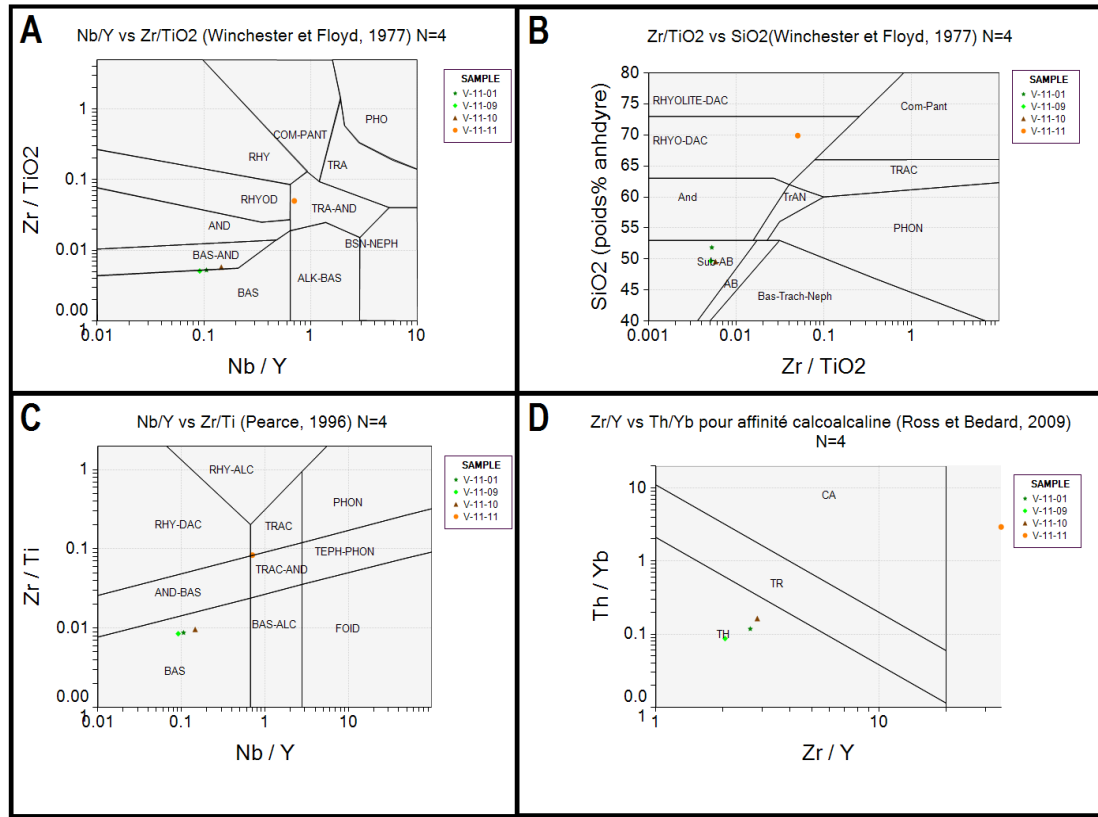 A
Nb/Y vs Zr/TiO2 (Winchester et Floyd, 1977) N=4
SAMPLE
V-11-01
V-11-09
V-11-10
V-11-11
COM-PANT
PHO
RHY
TRA
RHYOD
TRA-AND
AND
BSN-NEPH
BAS-AND
BAS
ALK-BAS
Zr / TiO2
1
0.1
0.01
0.00
1
0.01
0.1
1
10
Nb / Y
B
Zr/TiO2 vs SiO2(Winchester et Floyd, 1977) N=4
SAMPLE
V-11-01
V-11-09
V-11-10
V-11-11
RHYOLITE-DAC
Com-Pant
RHYO-DAC
TRAC
And
TrAN
PHON
Sub-AB
AB
Bas-Trach-Neph
SiO2 (poids% anhdyre)
80
75
70
65
60
55
50
45
40
0.001
0.01
0.1
1
Zr / TiO2
C
Nb/Y vs Zr/Ti (Pearce, 1996) N=4
SAMPLE
V-11-01
V-11-09
V-11-10
V-11-11
RHY-ALC
PHON
RHY-DAC
TRAC
TEPH-PHON
TRAC-AND
AND-BAS
BAS-ALC
FOID
BAS
Zr / Ti
1
0.1
0.01
0.00
1
0.01
0.1
1
10
Nb / Y
D
Zr/Y vs Th/Yb pour affinité calcoalcaline (Ross et Bedard, 2009)
N=4
SAMPLE
V-11-01
V-11-09
V-11-10
V-11-11
CA
TR
TH
Th / Yb
10
1
0.1
0.0
1
10
Zr / Y